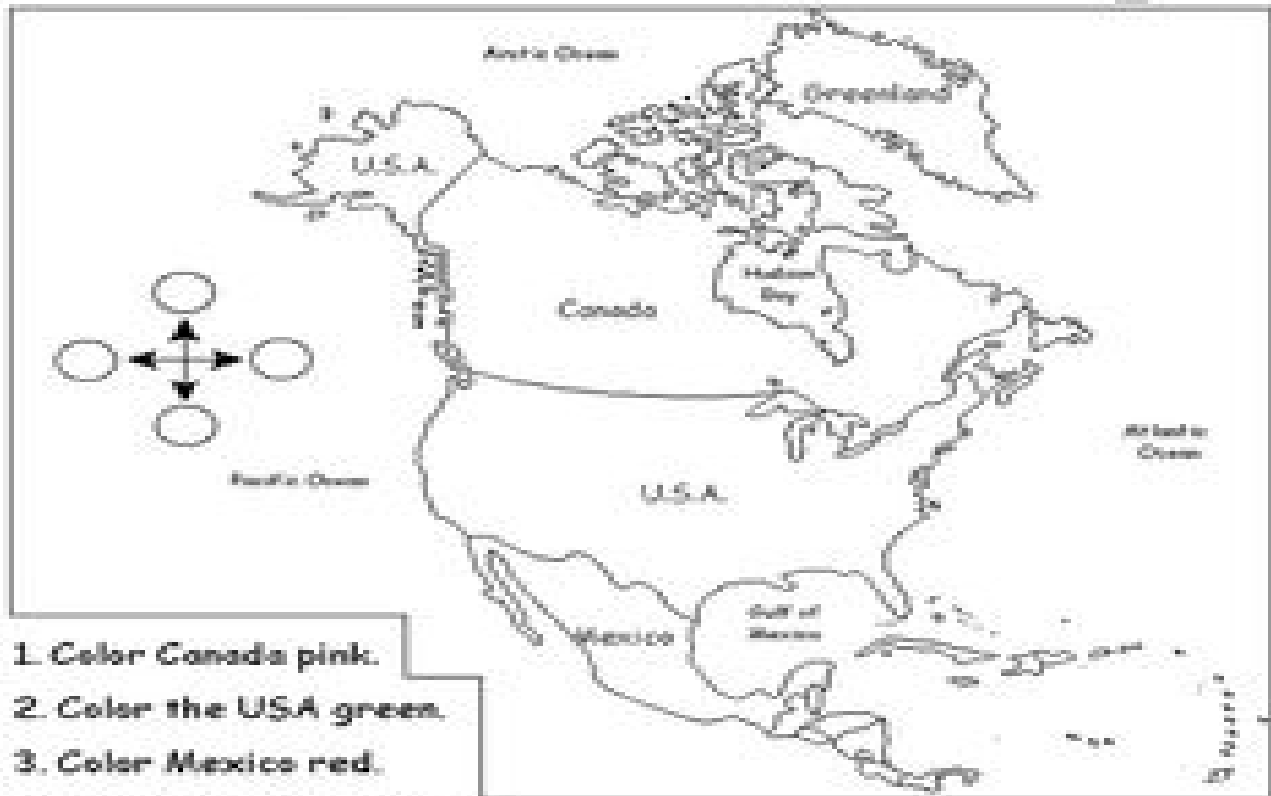 Arctic Ocean
Greenland
U.S.A.
Hudson
Bay
Canada
Atlantic
Ocean
Pacific Ocean
U.S.A.
Gulf of
Mexico
Mexico
1. Color Canada pink.
2. Color the USA green.
3. Color Mexico red.